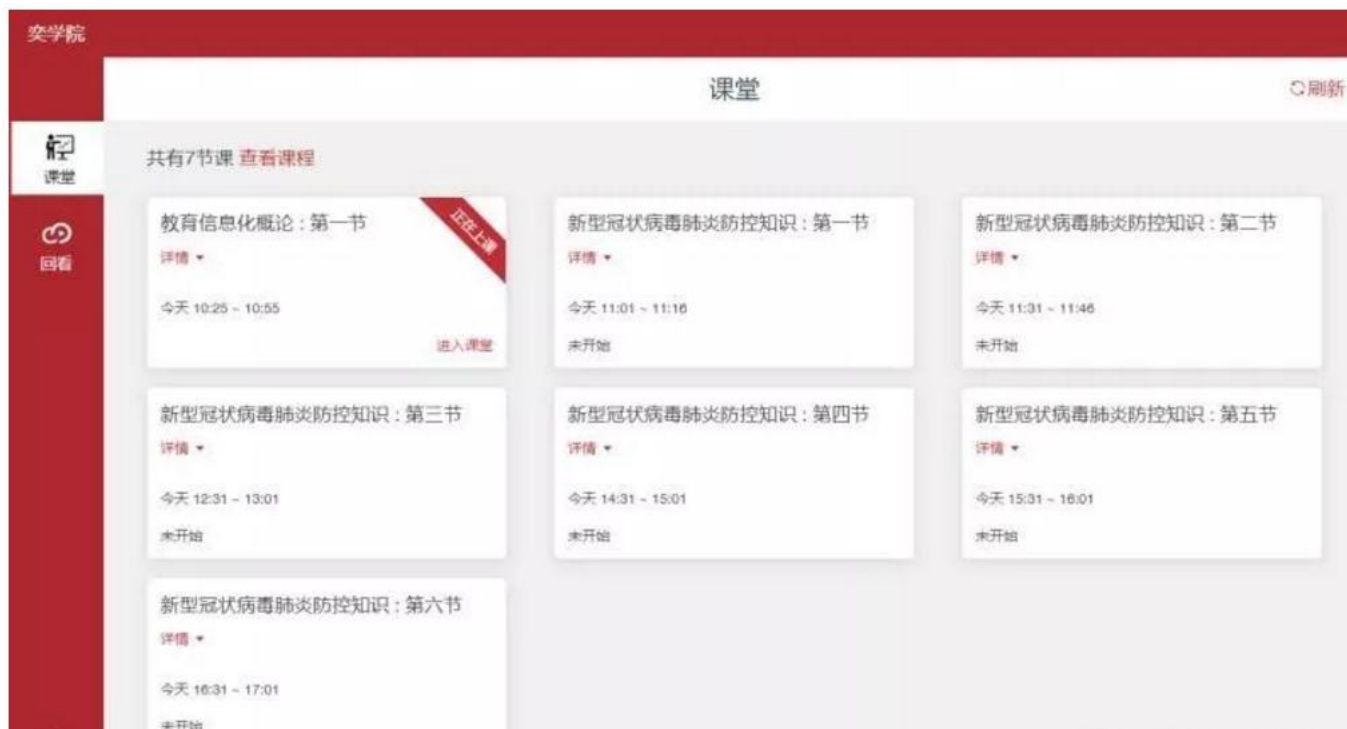 奕学院
课堂
刷新
课堂
回看
共有7节课 查看课程
教育信息化概论:第一节
正在上课
详情
今天 10:25 ~ 10:55
进入课堂
新型冠状病毒肺炎防控知识:第一节
详情
今天 11:01 ~ 11:16
未开始
新型冠状病毒肺炎防控知识:第二节
详情
今天 11:31 ~ 11:46
未开始
新型冠状病毒肺炎防控知识:第三节
详情
今天 12:31 ~ 13:01
未开始
新型冠状病毒肺炎防控知识:第四节
详情
今天 14:31 ~ 15:01
未开始
新型冠状病毒肺炎防控知识:第五节
详情
今天 15:31 ~ 16:01
未开始
新型冠状病毒肺炎防控知识:第六节
详情
今天 16:31 ~ 17:01
未开始